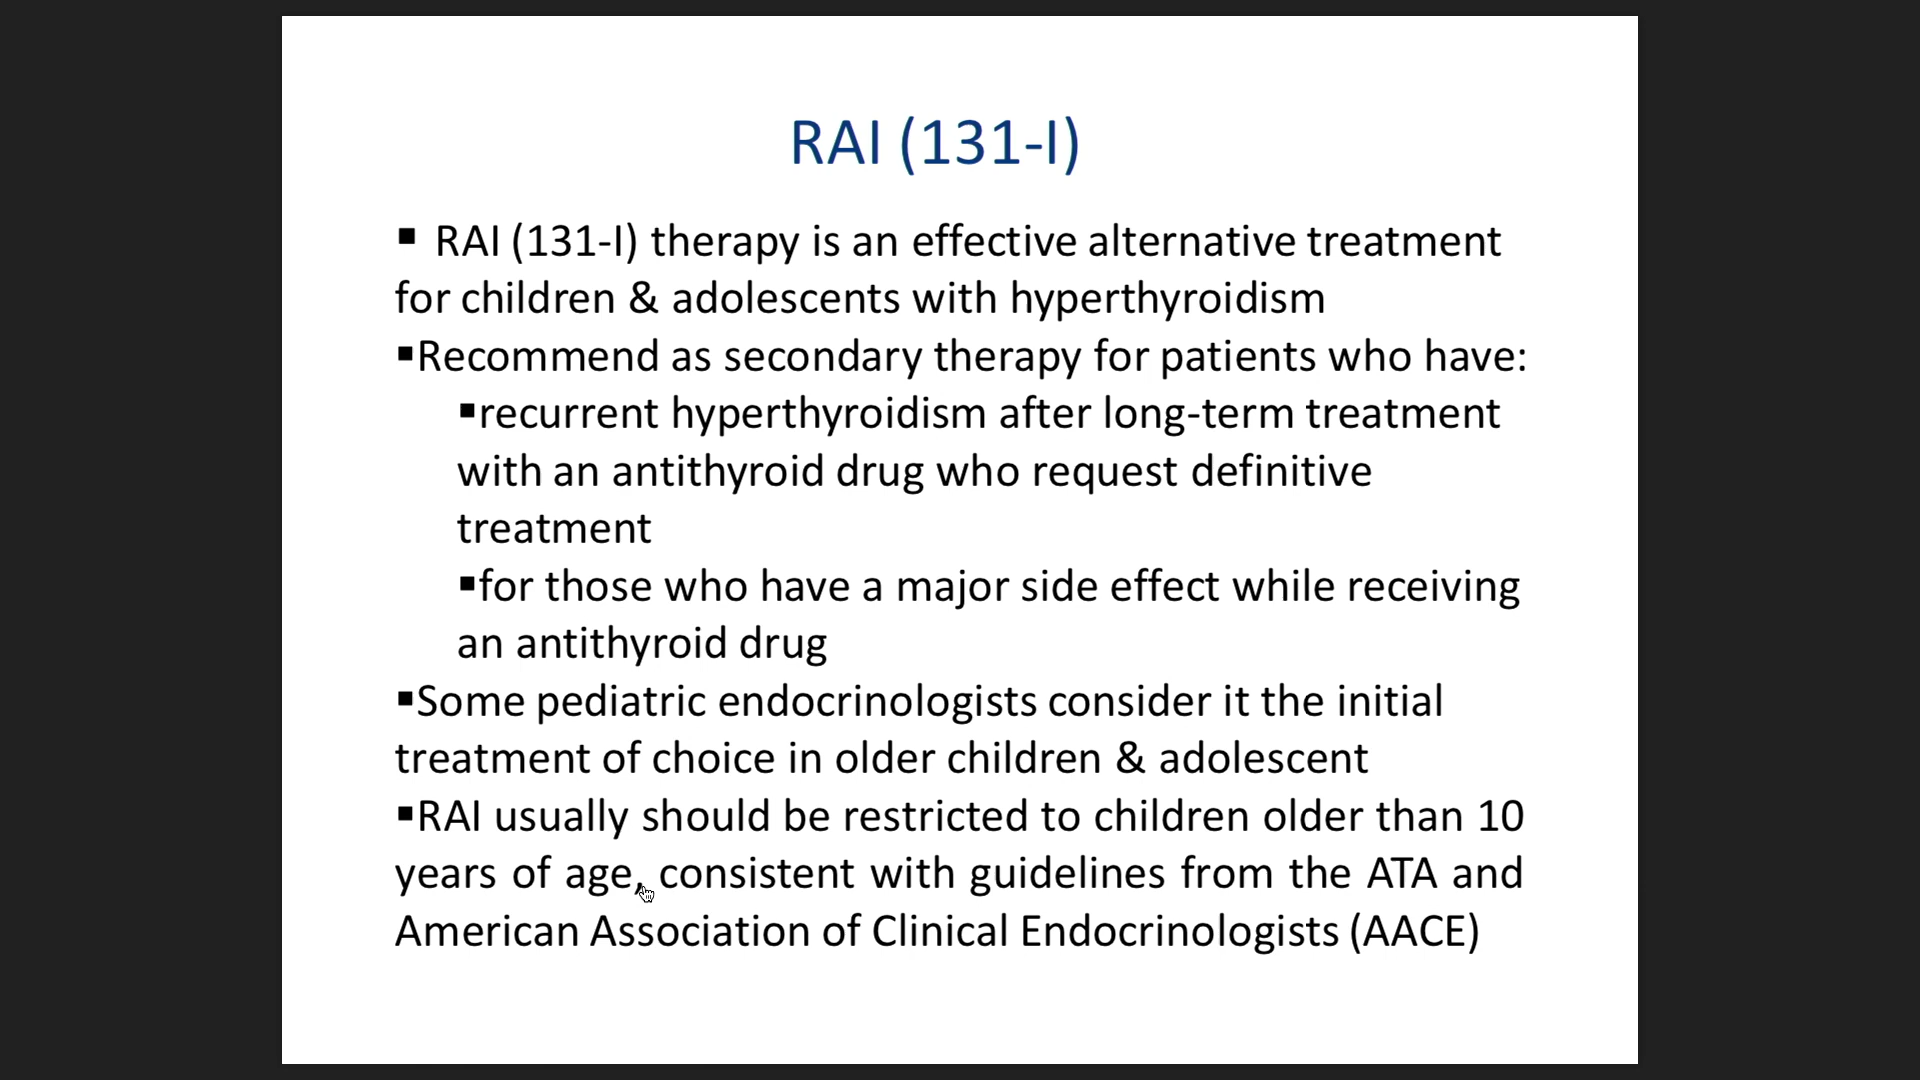 RAI (131-I)
▪ RAI (131-I) therapy is an effective alternative treatment
for children & adolescents with hyperthyroidism
▪Recommend as secondary therapy for patients who have:
▪recurrent hyperthyroidism after long-term treatment
with an antithyroid drug who request definitive
treatment
▪for those who have a major side effect while receiving
an antithyroid drug
▪Some pediatric endocrinologists consider it the initial
treatment of choice in older children & adolescent
▪RAI usually should be restricted to children older than 10
years of age, consistent with guidelines from the ATA and
American Association of Clinical Endocrinologists (AACE)